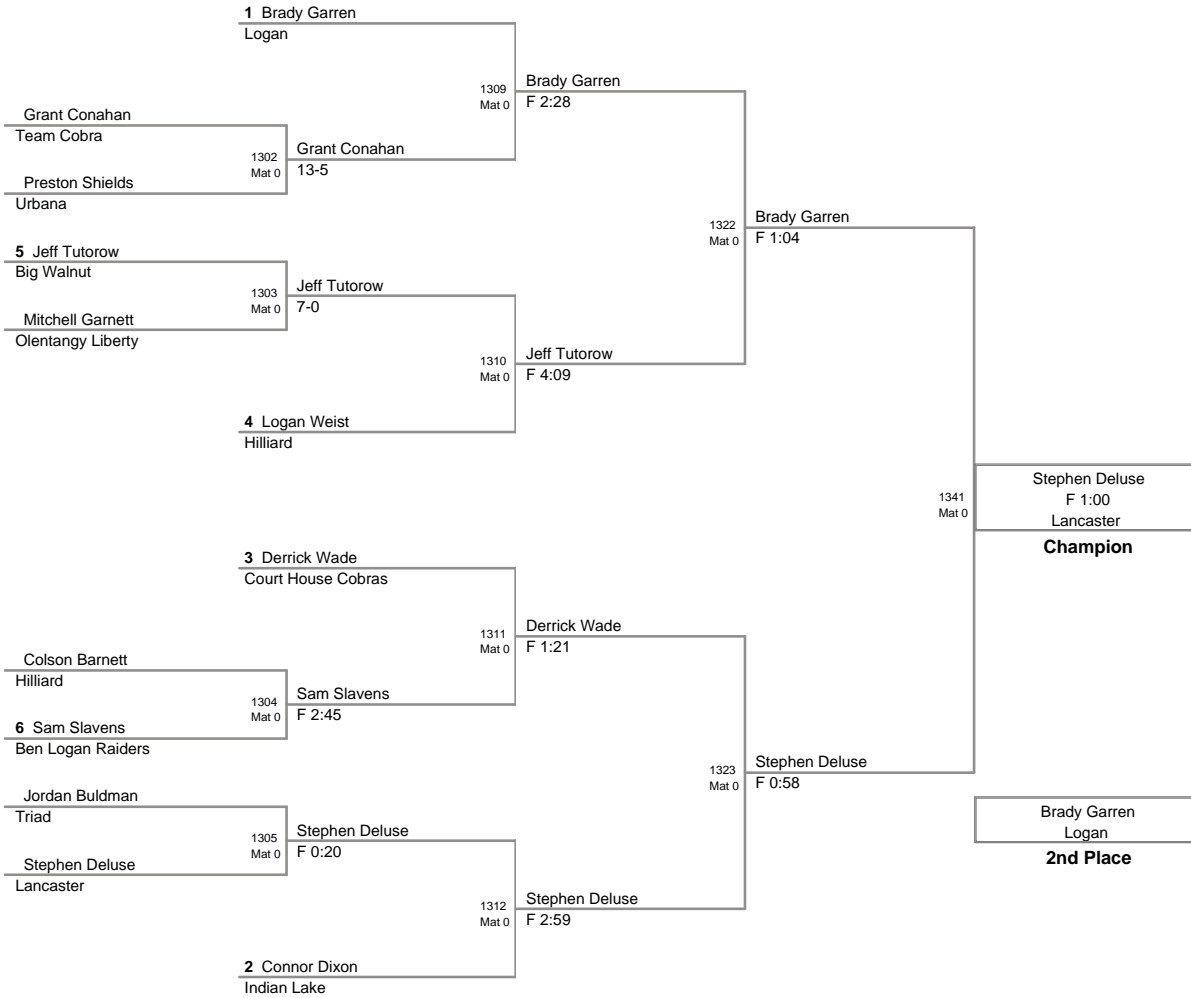 1 Brady Garren
Logan
1309
Mat 0
Brady Garren
F 2:28
Grant Conahan
Team Cobra
1302
Mat 0
Grant Conahan
13-5
Preston Shields
Urbana
1322
Mat 0
Brady Garren
F 1:04
5 Jeff Tutorow
Big Walnut
1303
Mat 0
Jeff Tutorow
7-0
Mitchell Garnett
Olentangy Liberty
1310
Mat 0
Jeff Tutorow
F 4:09
4 Logan Weist
Hilliard
1341
Mat 0
Stephen Deluse
F 1:00
Lancaster
Champion
3 Derrick Wade
Court House Cobras
1311
Mat 0
Derrick Wade
F 1:21
Colson Barnett
Hilliard
1304
Mat 0
Sam Slavens
F 2:45
6 Sam Slavens
Ben Logan Raiders
1323
Mat 0
Stephen Deluse
F 0:58
Jordan Buldman
Triad
1305
Mat 0
Stephen Deluse
F 0:20
Stephen Deluse
Lancaster
Brady Garren
Logan
2nd Place
1312
Mat 0
Stephen Deluse
F 2:59
2 Connor Dixon
Indian Lake